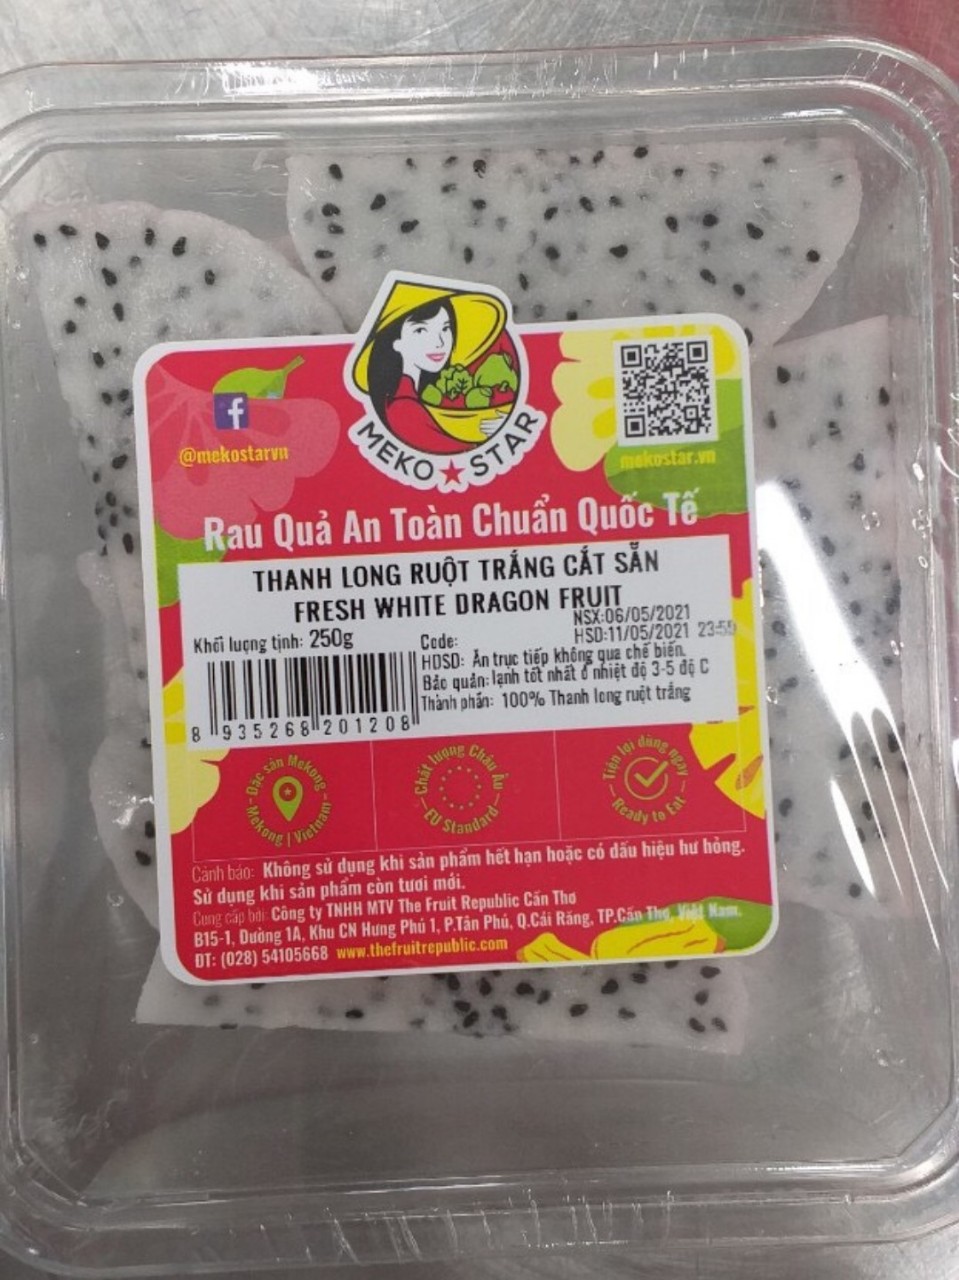 @mekostarvn
MEKO STAR
mekostar.vn
Rau Quả An Toàn Chuẩn Quốc Tế
THANH LONG RUỘT TRẮNG CẮT SẴN
FRESH WHITE DRAGON FRUIT
NSX:06/05/2021
Khối lượng tịnh: 250g
Code:
HSD:11/05/2021 23:59
HDSD: Ăn trực tiếp không qua chế biến.
Bảo quản: lạnh tốt nhất ở nhiệt độ 3-5 độ C
Thành phần: 100% Thanh long ruột trắng
8 935268 201208
Đặc sản Mekong
Mekong | Vietnam
Chất lượng Châu Âu
EU Standard
Tiện lợi dùng ngay
Ready to Eat
Cảnh báo: Không sử dụng khi sản phẩm hết hạn hoặc có dấu hiệu hư hỏng.
Sử dụng khi sản phẩm còn tươi mới.
Cung cấp bởi: Công ty TNHH MTV The Fruit Republic Cần Thơ
B15-1, Đường 1A, Khu CN Hưng Phú 1, P.Tân Phú, Q.Cái Răng, TP.Cần Thơ, Việt Nam.
ĐT: (028) 54105668 www.thefruitrepublic.com